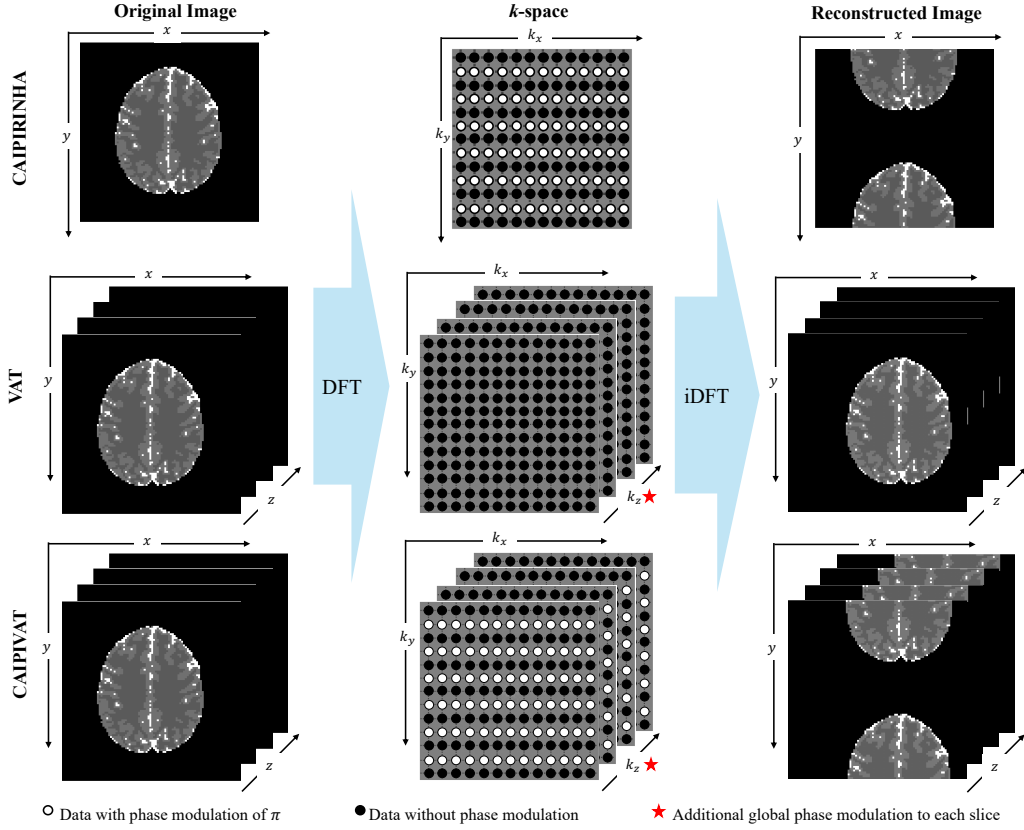 Original Image
k-space
Reconstructed Image
CAIPIRINHA
x
y
k_x
k_y
x
y
VAT
x
y
z
DFT
k_x
k_y
k_z ★
iDFT
x
y
z
CAIPIVAT
x
y
z
k_x
k_y
k_z ★
x
y
z
○ Data with phase modulation of π
● Data without phase modulation
★ Additional global phase modulation to each slice